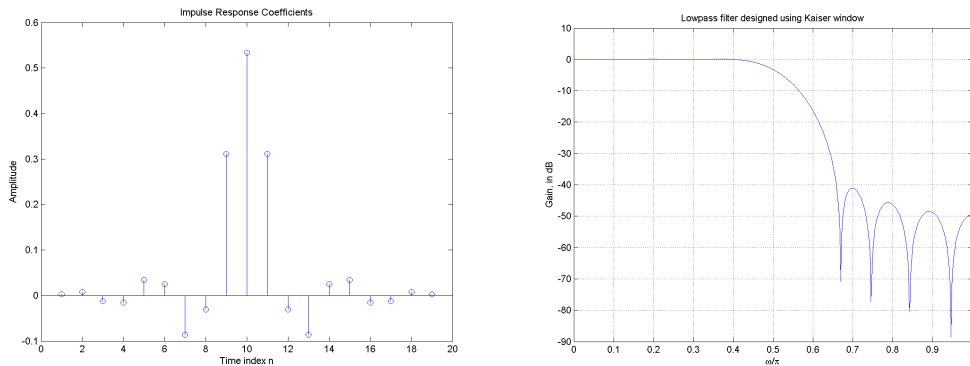 Impulse Response Coefficients
0.6
0.5
0.4
0.3
0.2
0.1
0
-0.1
Amplitude
0 2 4 6 8 10 12 14 16 18 20
Time index n
Lowpass filter designed using Kaiser window
10
0
-10
-20
-30
-40
-50
-60
-70
-80
-90
Gain, in dB
0 0.1 0.2 0.3 0.4 0.5 0.6 0.7 0.8 0.9
ω/π